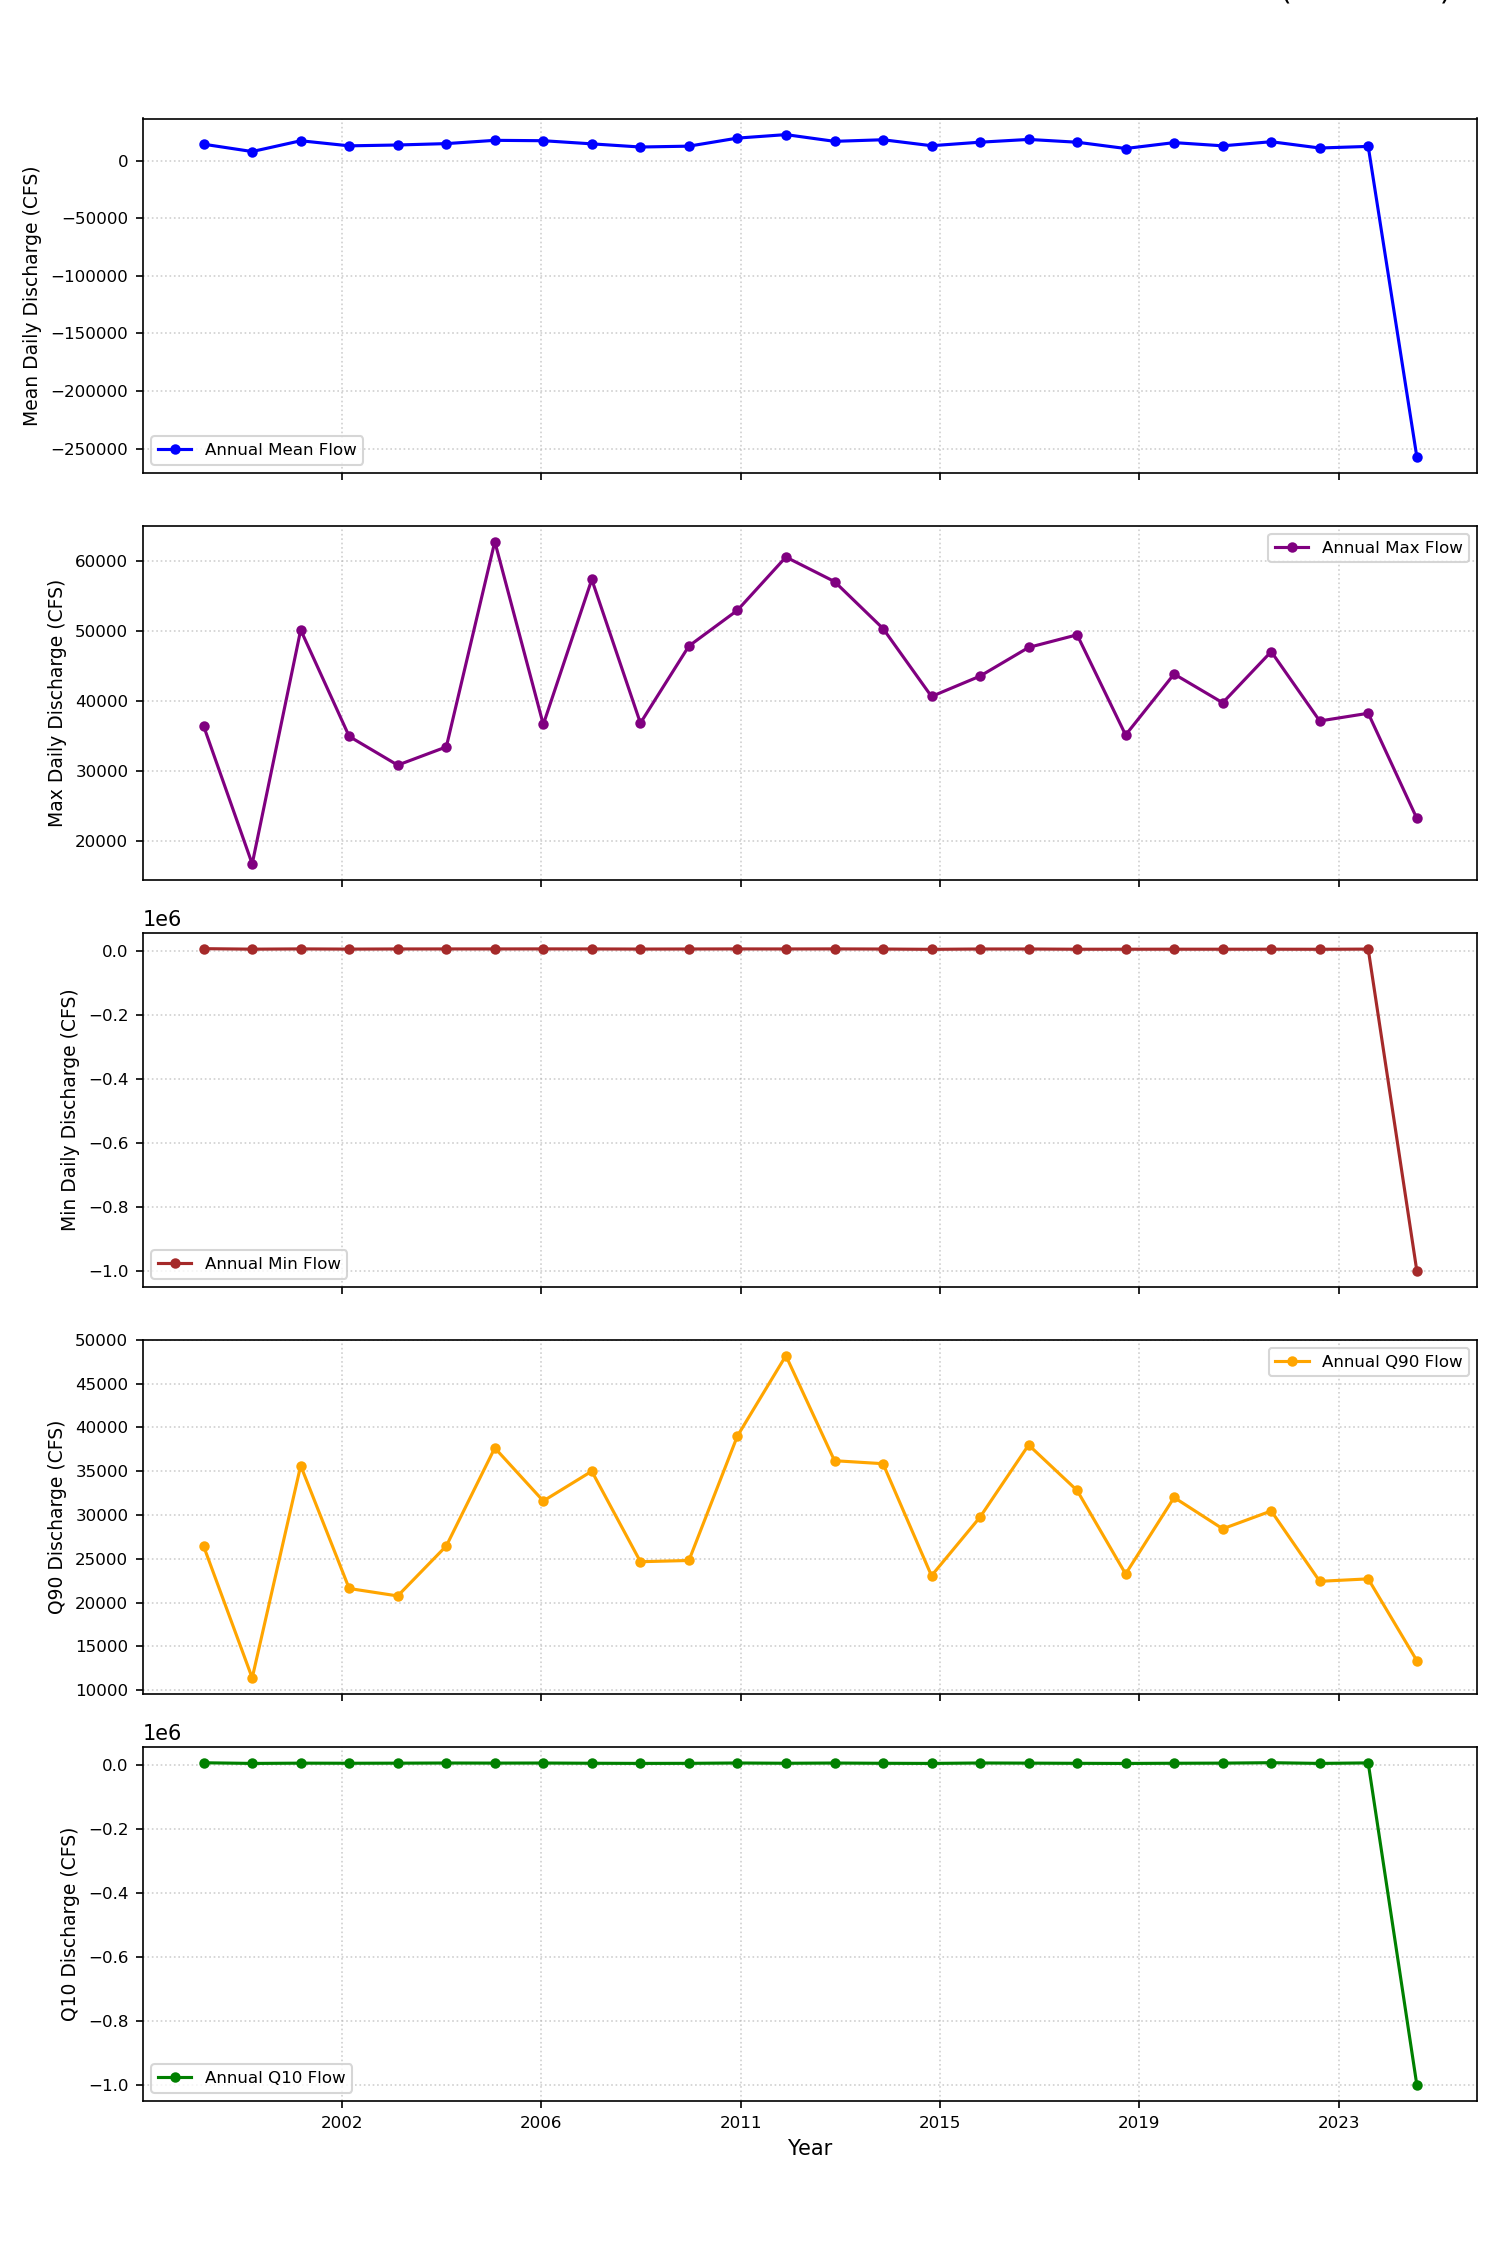 0
−50000
−100000
−150000
−200000
−250000
Mean Daily Discharge (CFS)
Annual Mean Flow
60000
50000
40000
30000
20000
Max Daily Discharge (CFS)
Annual Max Flow
1e6
0.0
−0.2
−0.4
−0.6
−0.8
−1.0
Min Daily Discharge (CFS)
Annual Min Flow
50000
45000
40000
35000
30000
25000
20000
15000
10000
Q90 Discharge (CFS)
Annual Q90 Flow
1e6
0.0
−0.2
−0.4
−0.6
−0.8
−1.0
Q10 Discharge (CFS)
Annual Q10 Flow
2002 2006 2011 2015 2019 2023
Year